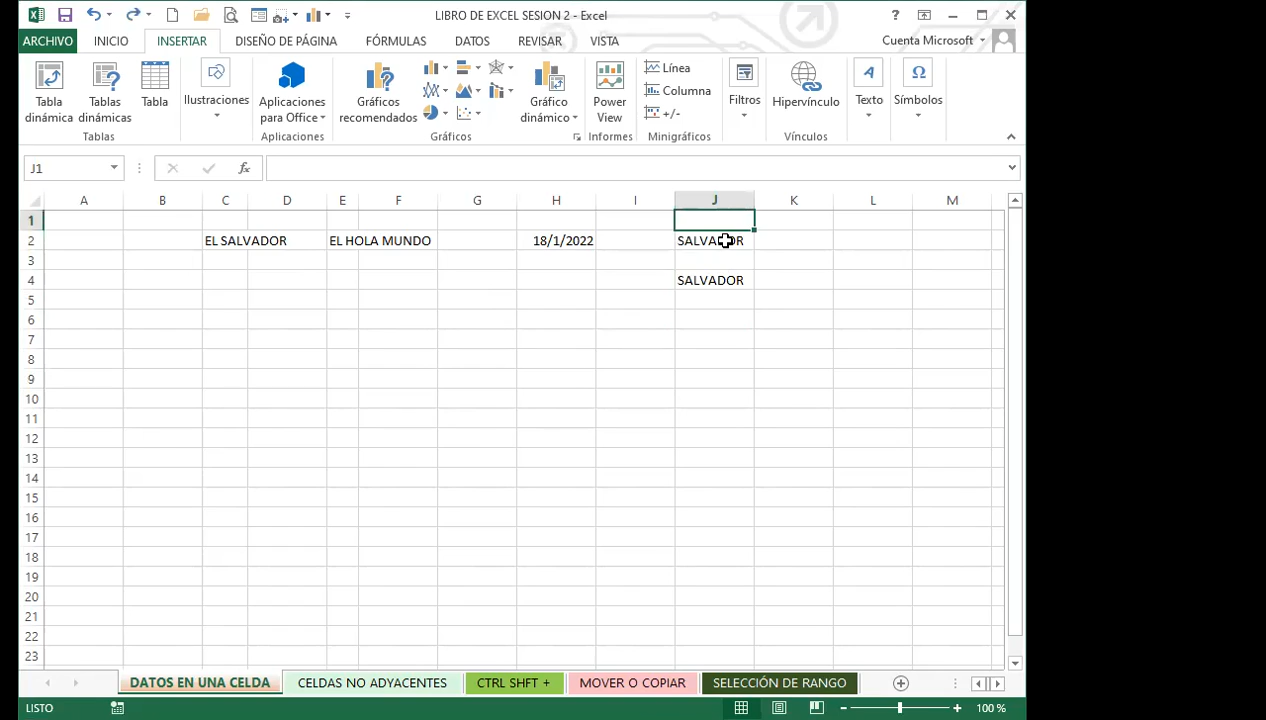 LIBRO DE EXCEL SESION 2 - Excel
?
ARCHIVO INICIO INSERTAR DISEÑO DE PÁGINA FÓRMULAS DATOS REVISAR VISTA Cuenta Microsoft
Tabla dinámica
Tablas dinámicas
Tabla
Tablas
Ilustraciones
Aplicaciones para Office
Aplicaciones
Gráficos recomendados
Gráfico dinámico
Gráficos
Power View
Informes
Línea
Columna
+/-
Minigráficos
Filtros
Hipervínculo
Vínculos
A
Texto
Ω
Símbolos
J1 fx
A B C D E F G H I J K L M
1
2 EL SALVADOR EL HOLA MUNDO 18/1/2022 SALVADOR
3
4 SALVADOR
5
6
7
8
9
10
11
12
13
14
15
16
17
18
19
20
21
22
23
DATOS EN UNA CELDA CELDAS NO ADYACENTES CTRL SHFT + MOVER O COPIAR SELECCIÓN DE RANGO
LISTO 100 %